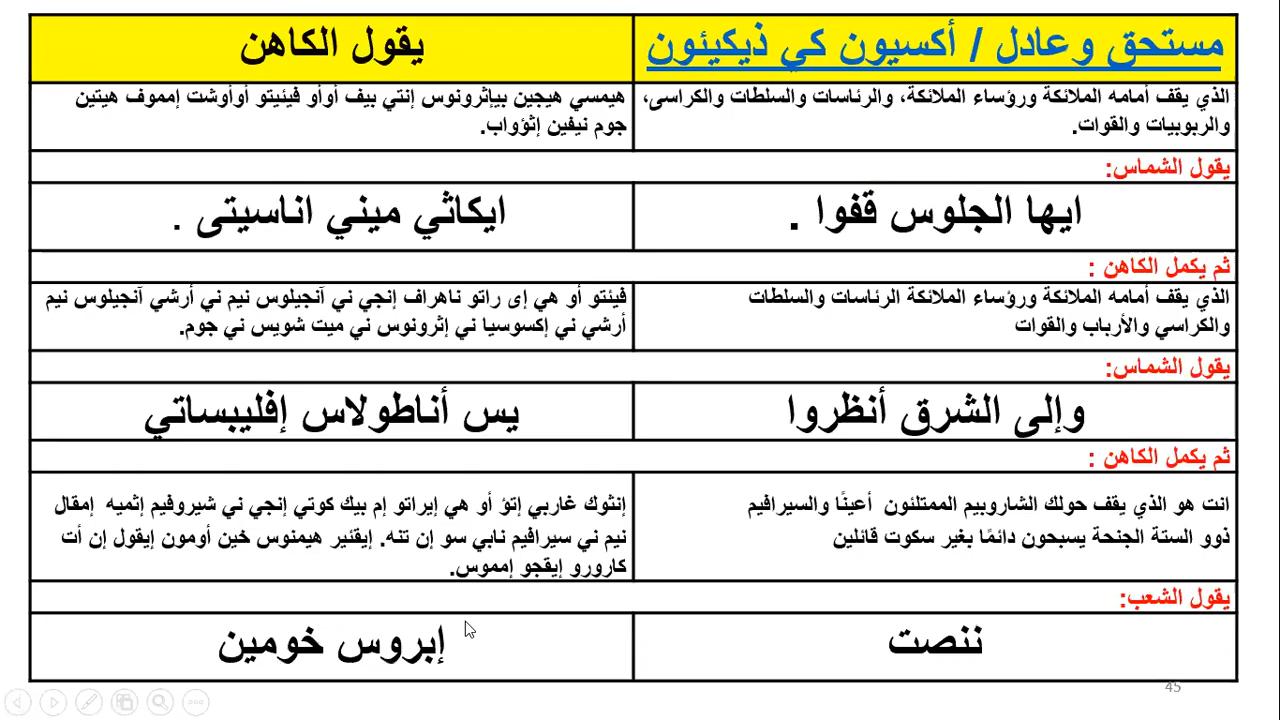 مستحق وعادل / أكسيون كي ذيكيئون
يقول الكاهن
الذي يقف أمامه الملائكة ورؤساء الملائكة، والرئاسات والسلطات والكراسى،
والربوبيات والقوات.
هيمسي هيجين بيإثرونوس إنتي بيف أوأو فيئيتو أوأوشت إمموف هيتين
جوم نيفين إثؤواب.
يقول الشماس:
ايها الجلوس قفوا .
ايكاثي ميني اناسيتى .
ثم يكمل الكاهن :
الذي يقف أمامه الملائكة ورؤساء الملائكة الرئاسات والسلطات
والكراسي والأرباب والقوات
فيئتو أو هي إى راتو ناهراف إنجي ني آنجيلوس نيم ني أرشي آنجيلوس نيم
أرشي ني إكسوسيا ني إثرونوس ني ميت شويس ني جوم.
يقول الشماس:
وإلى الشرق أنظروا
يس أناطولاس إفليبساتي
ثم يكمل الكاهن :
انت هو الذي يقف حولك الشاروبيم الممتلئون أعينًا والسيرافيم
ذوو الستة الجنحة يسبحون دائمًا بغير سكوت قائلين
إنثوك غاربي إتؤ أو هي إيراتو إم بيك كوتي إنجي ني شيروفيم إثميه إمقال
نيم ني سيرافيم نابي سو إن تنه. إيقئير هيمنوس خين أومون إيقول إن أت
كارورو إيقجو إمموس.
يقول الشعب:
ننصت
إبروس خومين
45